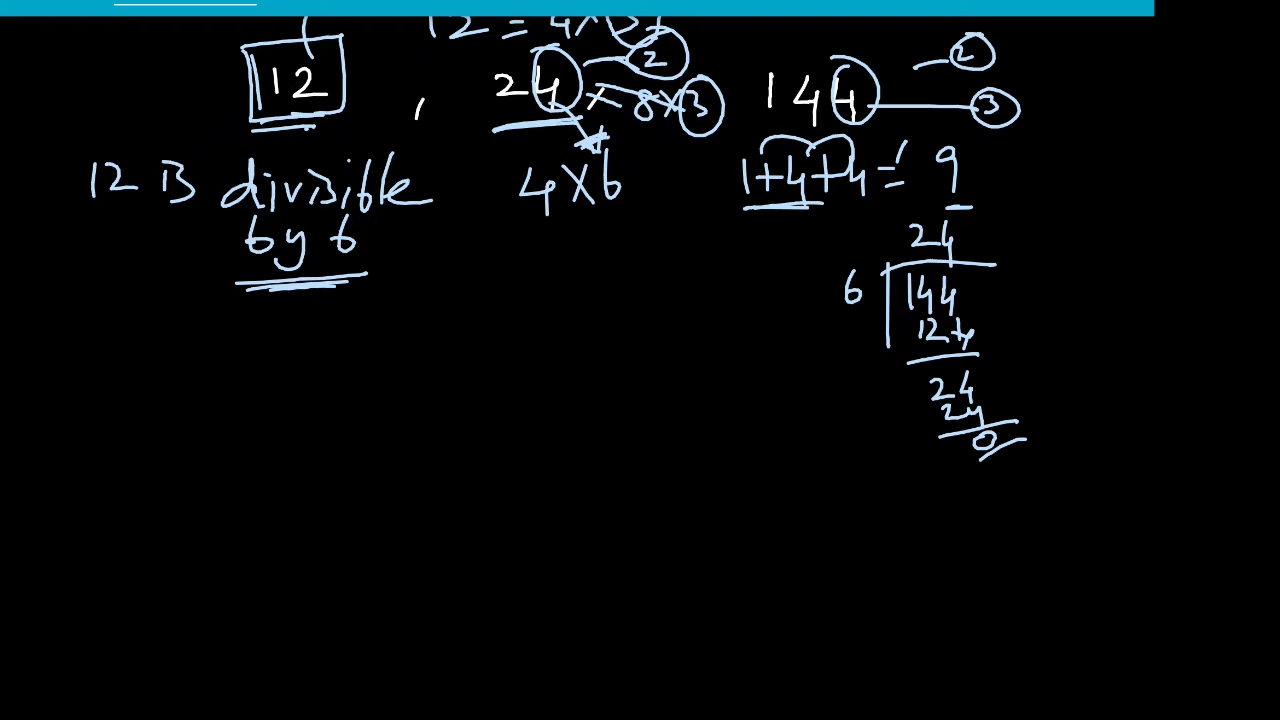 12 = 4×3
12 , 24 = 8×3 2 144 2 3
12 is divisible 4×6 1+4+4 = 9
by 6
24
6 144
12
24
24
0